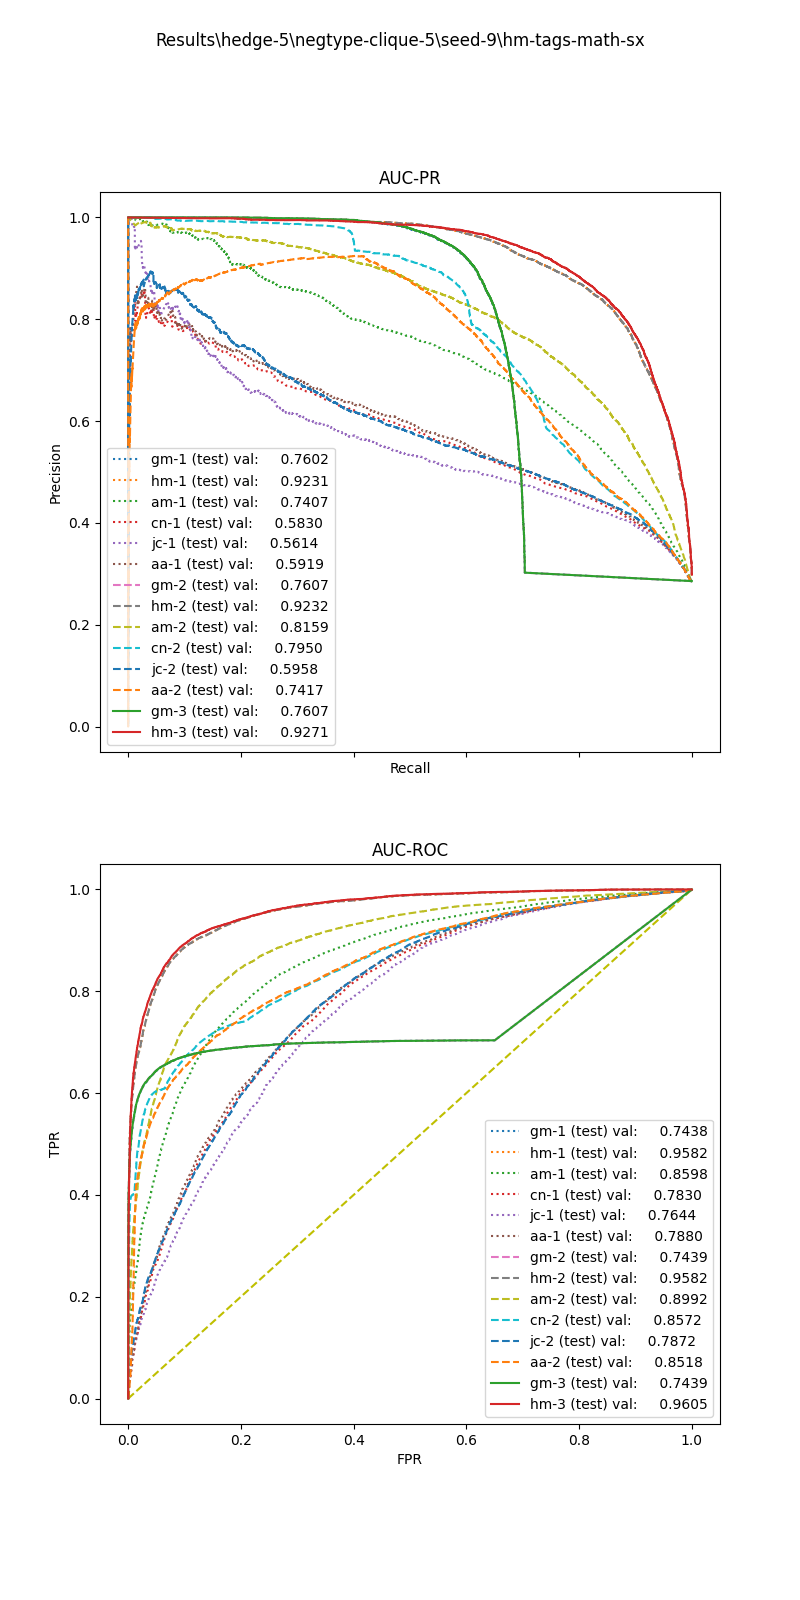 Results\hedge-5\negtype-clique-5\seed-9\hm-tags-math-sx
AUC-PR
1.0
0.8
0.6
0.4
0.2
0.0
Precision
gm-1 (test) val: 0.7602
hm-1 (test) val: 0.9231
am-1 (test) val: 0.7407
cn-1 (test) val: 0.5830
jc-1 (test) val: 0.5614
aa-1 (test) val: 0.5919
gm-2 (test) val: 0.7607
hm-2 (test) val: 0.9232
am-2 (test) val: 0.8159
cn-2 (test) val: 0.7950
jc-2 (test) val: 0.5958
aa-2 (test) val: 0.7417
gm-3 (test) val: 0.7607
hm-3 (test) val: 0.9271
Recall
AUC-ROC
1.0
0.8
0.6
0.4
0.2
0.0
TPR
gm-1 (test) val: 0.7438
hm-1 (test) val: 0.9582
am-1 (test) val: 0.8598
cn-1 (test) val: 0.7830
jc-1 (test) val: 0.7644
aa-1 (test) val: 0.7880
gm-2 (test) val: 0.7439
hm-2 (test) val: 0.9582
am-2 (test) val: 0.8992
cn-2 (test) val: 0.8572
jc-2 (test) val: 0.7872
aa-2 (test) val: 0.8518
gm-3 (test) val: 0.7439
hm-3 (test) val: 0.9605
0.0 0.2 0.4 0.6 0.8 1.0
FPR